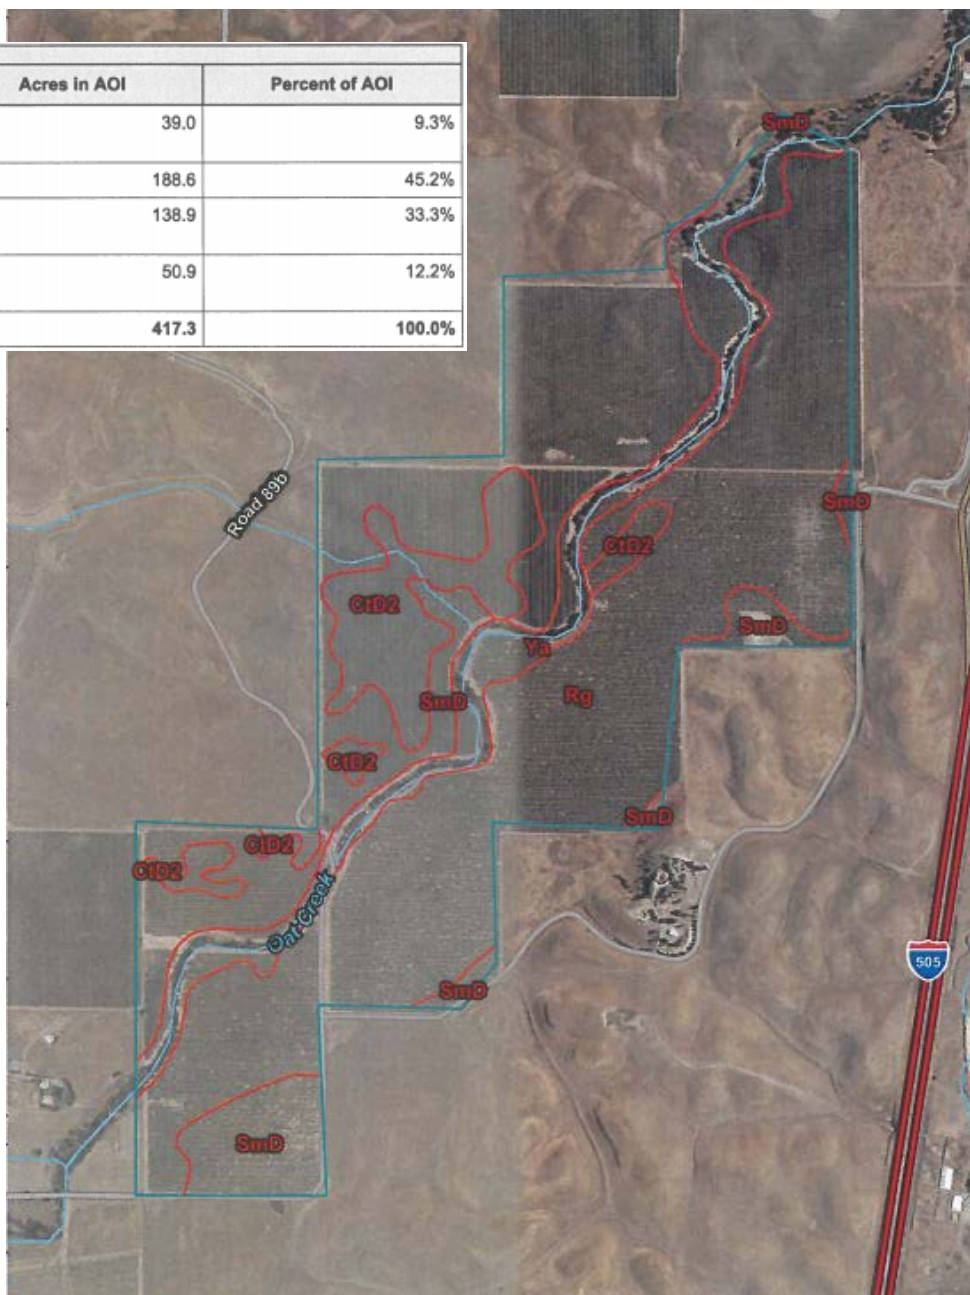 Acres in AOI Percent of AOI
39.0 9.3%
188.6 45.2%
138.9 33.3%
50.9 12.2%
417.3 100.0%
SmD
Road 89b
SmD
CtD2
CtD2
SmD
Ya
SmD
Rg
CtD2
SmD
CtD2
CtD2
Oat Creek
505
SmD
SmD